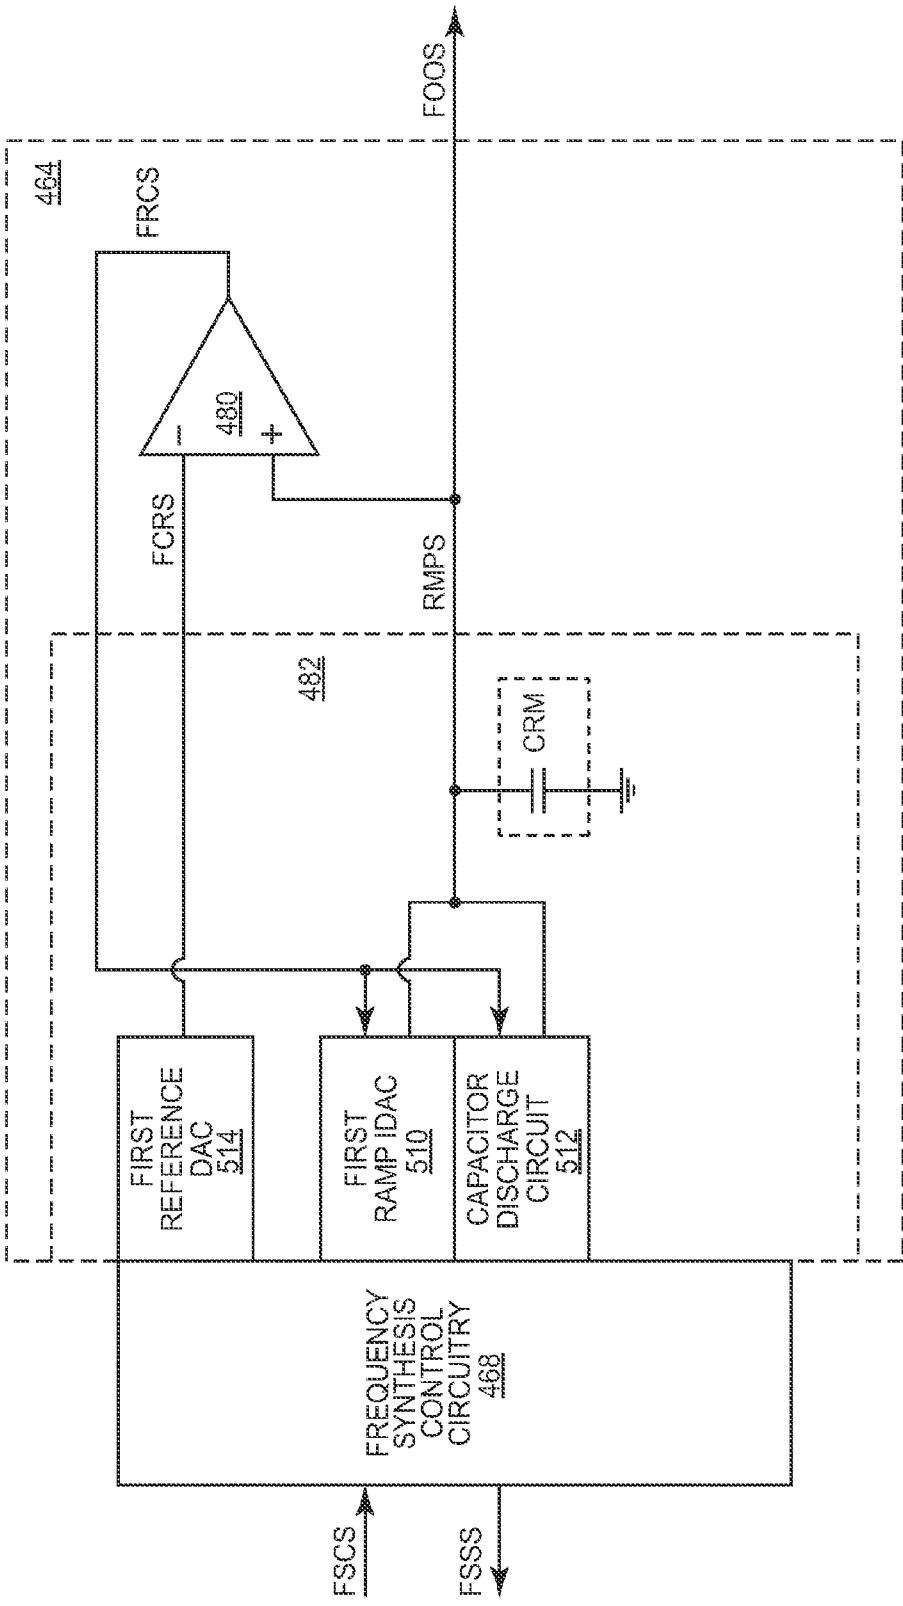 464
FRCS
FOOS
480
−
+
FCRS
RMPS
482
CRM
FIRST
REFERENCE
DAC
514
FIRST
RAMP IDAC
510
CAPACITOR
DISCHARGE
CIRCUIT
512
FREQUENCY
SYNTHESIS
CONTROL
CIRCUITRY
468
FSCS
FSSS